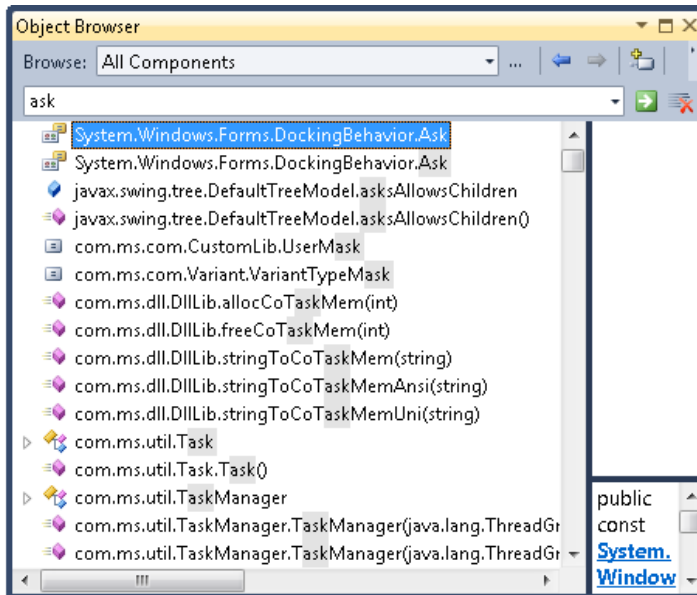 Object Browser
Browse: All Components ...
ask
System.Windows.Forms.DockingBehavior.Ask
System.Windows.Forms.DockingBehavior.Ask
javax.swing.tree.DefaultTreeModel.asksAllowsChildren
javax.swing.tree.DefaultTreeModel.asksAllowsChildren()
com.ms.com.CustomLib.UserMask
com.ms.com.Variant.VariantTypeMask
com.ms.dll.DllLib.allocCoTaskMem(int)
com.ms.dll.DllLib.freeCoTaskMem(int)
com.ms.dll.DllLib.stringToCoTaskMem(string)
com.ms.dll.DllLib.stringToCoTaskMemAnsi(string)
com.ms.dll.DllLib.stringToCoTaskMemUni(string)
com.ms.util.Task
com.ms.util.Task.Task()
com.ms.util.TaskManager
com.ms.util.TaskManager.TaskManager(java.lang.ThreadGr
com.ms.util.TaskManager.TaskManager(java.lang.ThreadGr
public
const
System.
Window